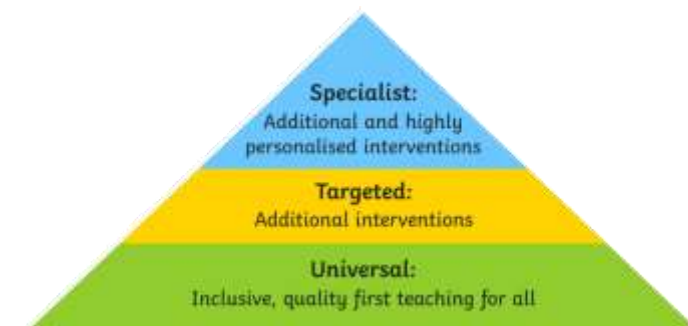 Specialist:
Additional and highly
personalised interventions
Targeted:
Additional interventions
Universal:
Inclusive, quality first teaching for all